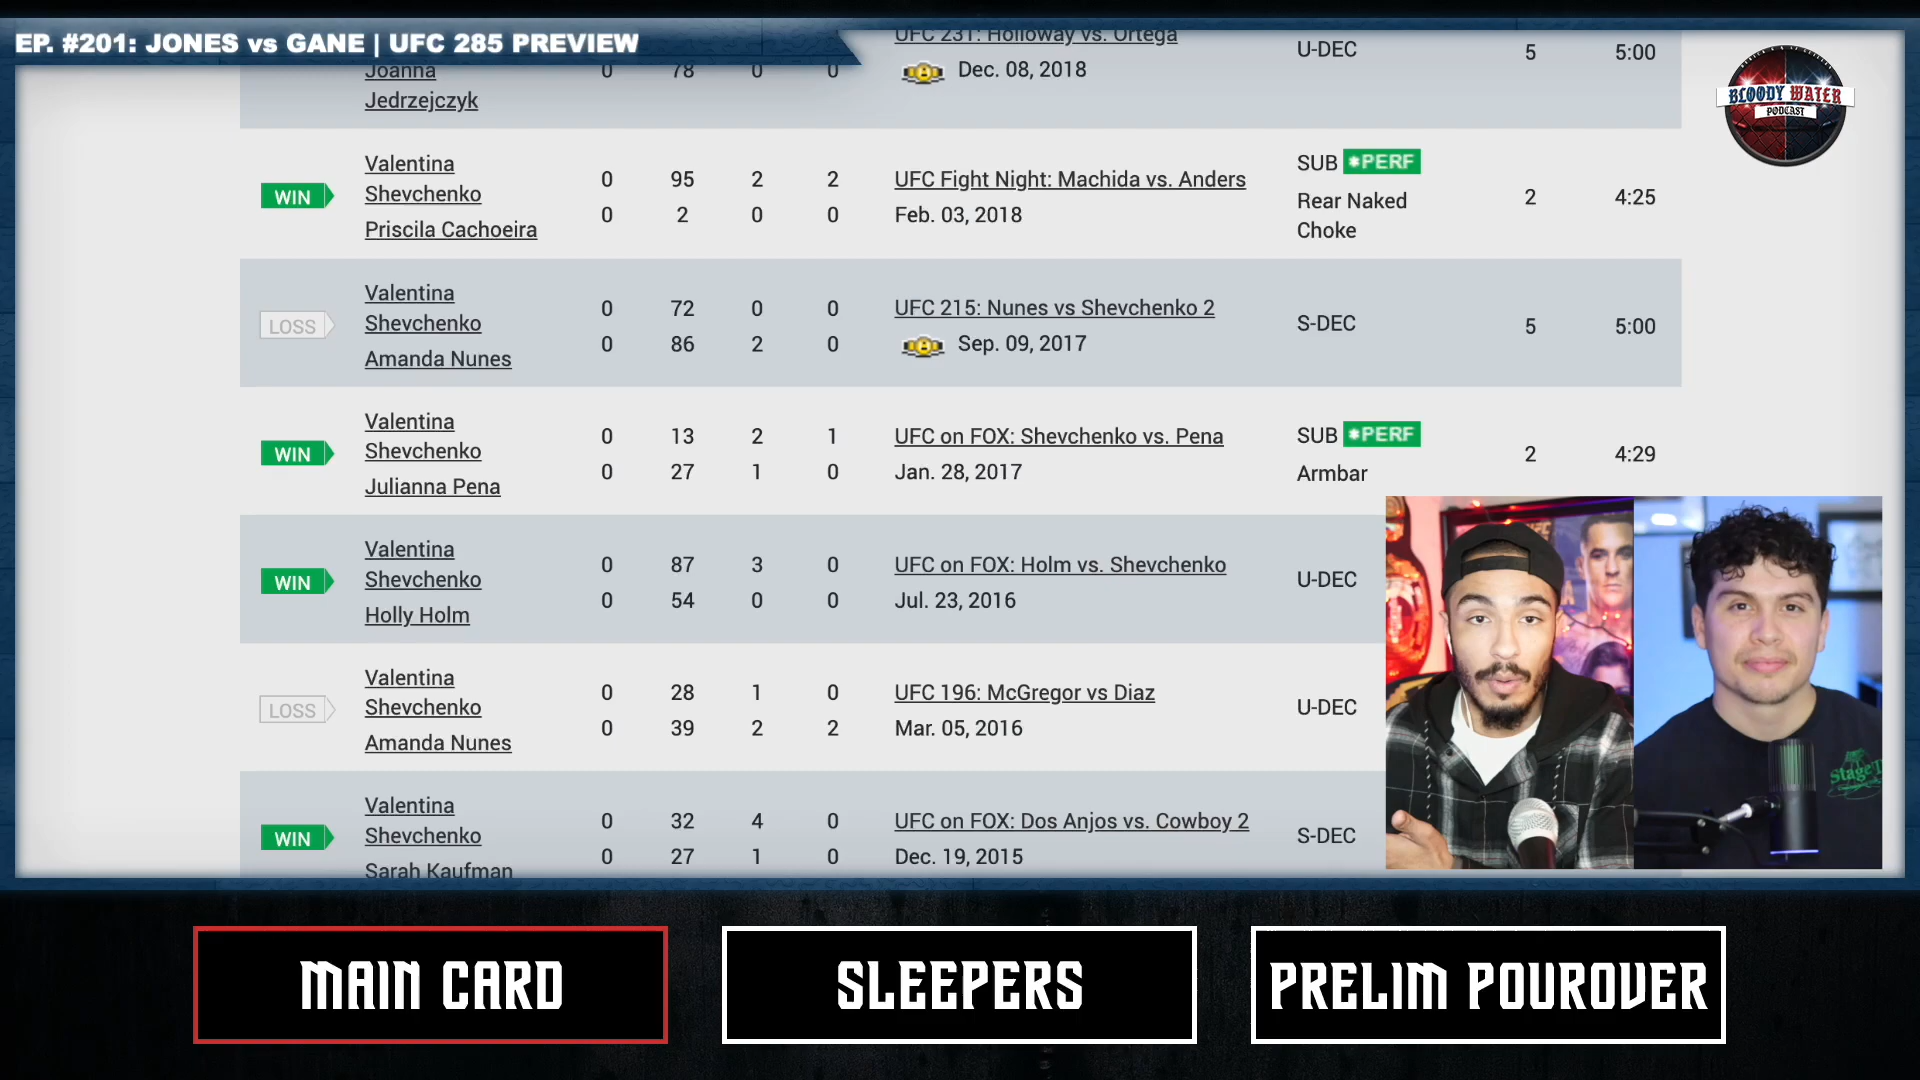 EP. #201: JONES vs GANE | UFC 285 PREVIEW
BLOODY WATER
PODCAST
UFC 231: Holloway vs. Ortega
U-DEC 5 5:00
Joanna 0 78 0 0 Dec. 08, 2018
Jedrzejczyk
WIN
Valentina
Shevchenko 0 95 2 2
Priscila Cachoeira 0 2 0 0
UFC Fight Night: Machida vs. Anders
Feb. 03, 2018
SUB *PERF
Rear Naked
Choke
2 4:25
LOSS
Valentina
Shevchenko 0 72 0 0
Amanda Nunes 0 86 2 0
UFC 215: Nunes vs Shevchenko 2
Sep. 09, 2017
S-DEC
5 5:00
WIN
Valentina
Shevchenko 0 13 2 1
Julianna Pena 0 27 1 0
UFC on FOX: Shevchenko vs. Pena
Jan. 28, 2017
SUB *PERF
Armbar
2 4:29
WIN
Valentina
Shevchenko 0 87 3 0
Holly Holm 0 54 0 0
UFC on FOX: Holm vs. Shevchenko
Jul. 23, 2016
U-DEC
LOSS
Valentina
Shevchenko 0 28 1 0
Amanda Nunes 0 39 2 2
UFC 196: McGregor vs Diaz
Mar. 05, 2016
U-DEC
WIN
Valentina
Shevchenko 0 32 4 0
Sarah Kaufman 0 27 1 0
UFC on FOX: Dos Anjos vs. Cowboy 2
Dec. 19, 2015
S-DEC
Stage
MAIN CARD
SLEEPERS
PRELIM POUROVER